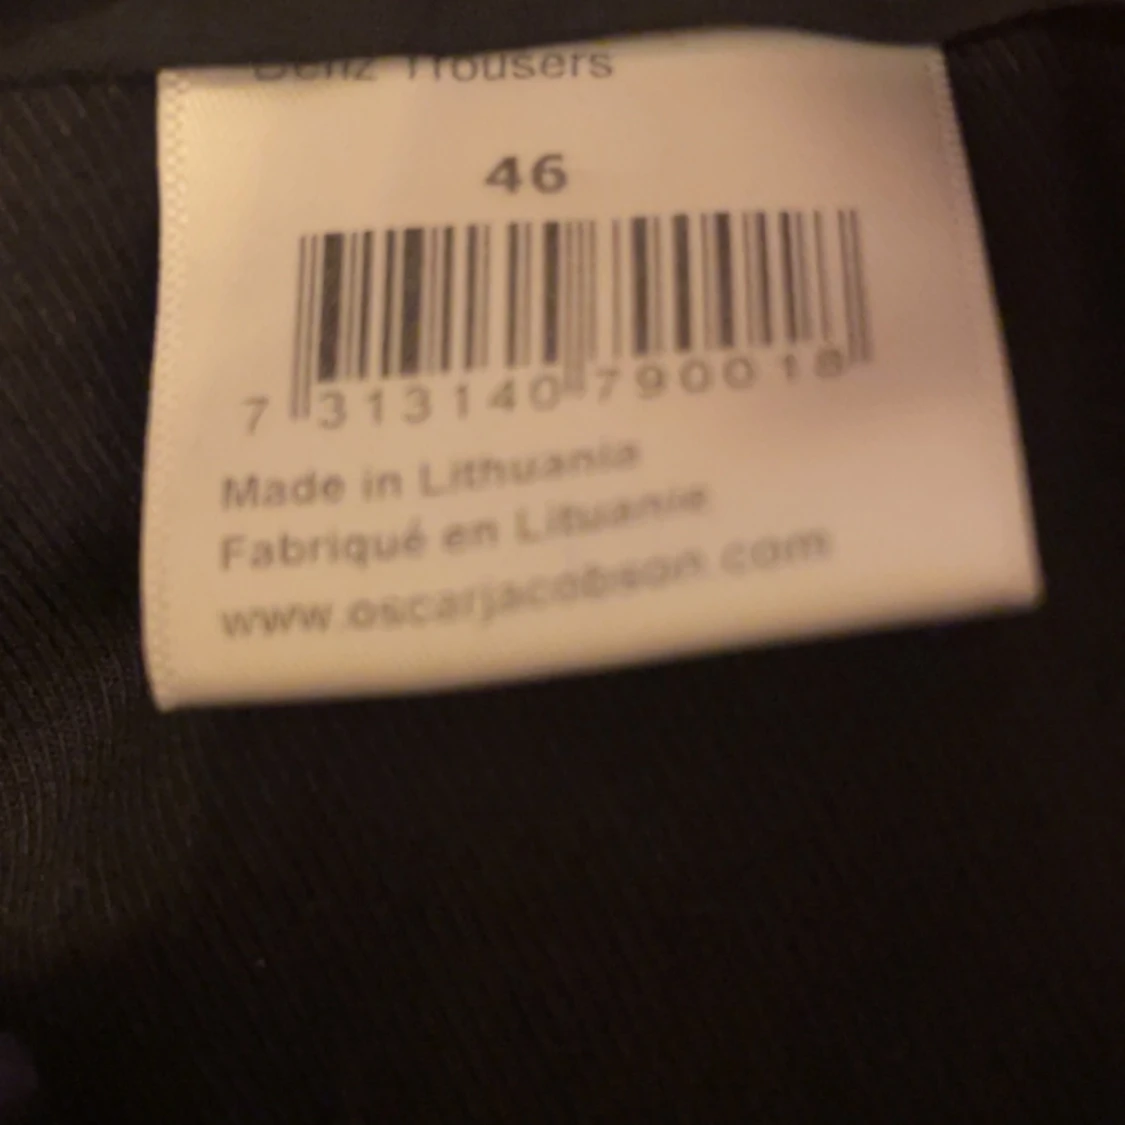 Trousers
46
7 313140 790018
Made in Lithuania
Fabriqué en Lituanie
www.oscarjacobson.com